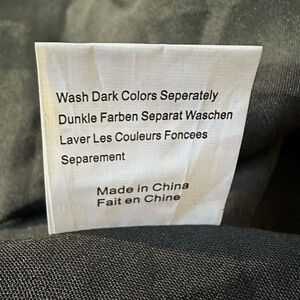 Wash Dark Colors Seperately
Dunkle Farben Separat Waschen
Laver Les Couleurs Foncees
Separement
Made in China
Fait en Chine